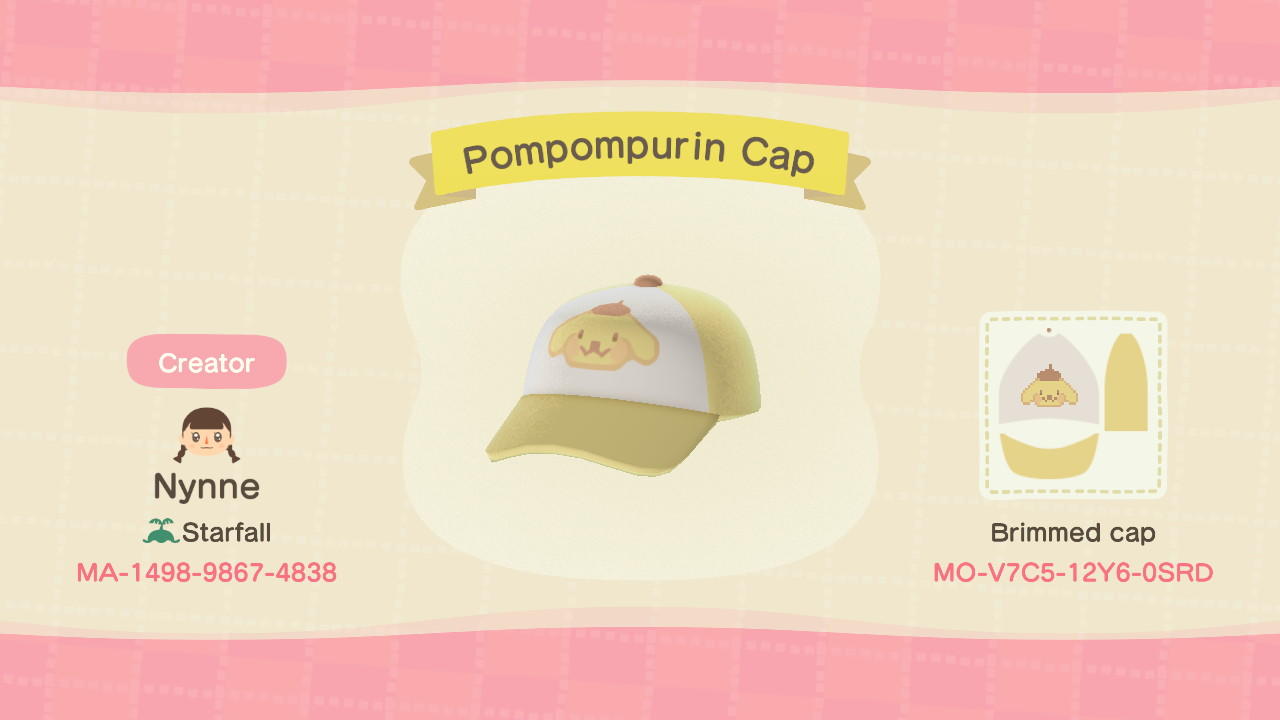 Pompompurin Cap
Creator
Nynne
Starfall
MA-1498-9867-4838
Brimmed cap
MO-V7C5-12Y6-0SRD